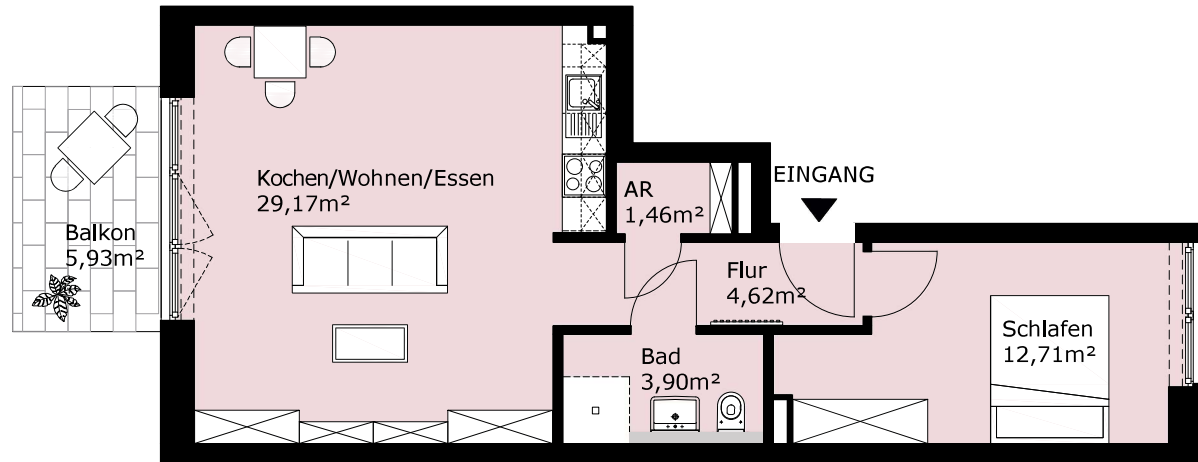 Kochen/Wohnen/Essen
29,17m²
AR
1,46m²
EINGANG
Balkon
5,93m²
Flur
4,62m²
Schlafen
12,71m²
Bad
3,90m²